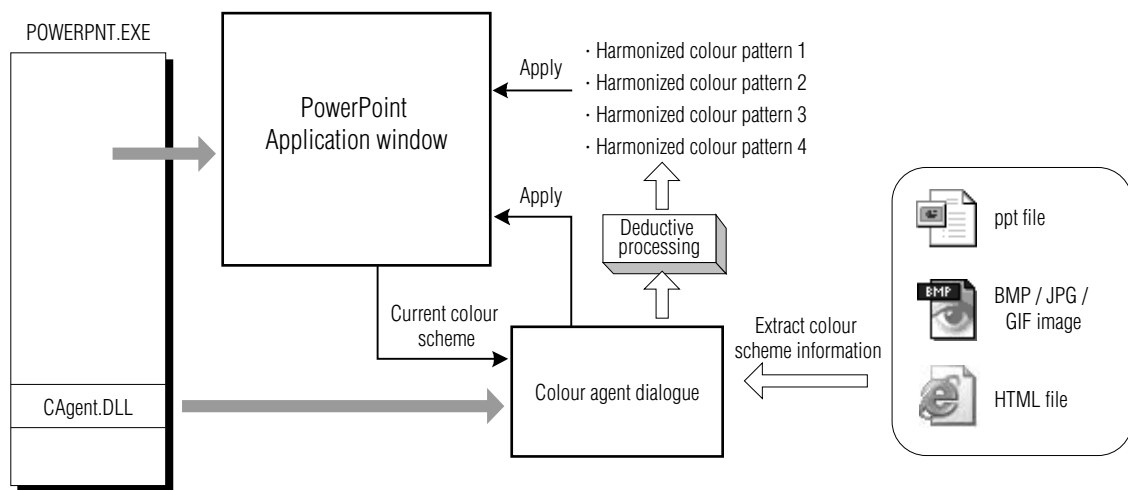 POWERPNT.EXE
PowerPoint
Application window
Apply
· Harmonized colour pattern 1
· Harmonized colour pattern 2
· Harmonized colour pattern 3
· Harmonized colour pattern 4
Apply
Deductive
processing
ppt file
BMP
BMP / JPG /
GIF image
HTML file
Current colour
scheme
Extract colour
scheme information
CAgent.DLL
Colour agent dialogue